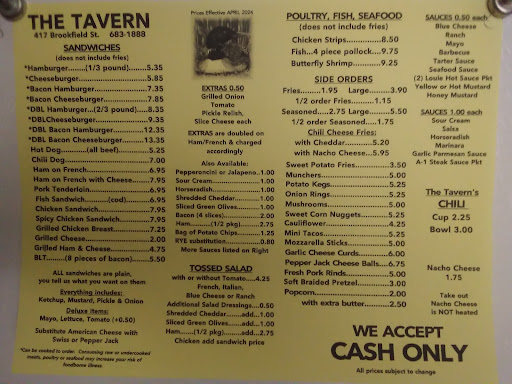 THE TAVERN
417 Brookfield St. 683-1888
SANDWICHES
(does not include fries)
*Hamburger........(1/3 pound)......5.35
*Cheeseburger..........5.85
*Bacon Hamburger..........7.35
*Bacon Cheeseburger..........7.85
*DBL Hamburger...(2/3 pound)....8.35
*DBLCheeseburger..........9.35
*DBL Bacon Hamburger..........12.35
*DBL Bacon Cheeseburger..........13.35
Hot Dog..........(all beef)..........5.25
Chili Dog..........7.00
Ham on French..........6.95
Ham on French with Cheese........7.95
Pork Tenderloin..........6.95
Fish Sandwich..........(cod)..........6.95
Chicken Sandwich..........7.95
Spicy Chicken Sandwich..........7.95
Grilled Chicken Breast..........7.25
Grilled Cheese..........2.00
Grilled Ham & Cheese..........4.75
BLT..........(8 pieces of bacon)..........5.50
ALL sandwiches are plain,
you tell us what you want on them
Everything includes:
Ketchup, Mustard, Pickle & Onion
Deluxe items:
Mayo, Lettuce, Tomato (+0.50)
Substitute American Cheese with
Swiss or Pepper Jack
*Can be cooked to order. Consuming raw or undercooked
meats, poultry or seafood may increase your risk of
foodborne illness
Prices Effective APRIL 2024
EXTRAS 0.50
Grilled Onion
Tomato
Pickle Relish,
Slice Cheese each
EXTRAS are doubled on
Ham/French & charged
accordingly
Also Available:
Pepperoncini or Jalapeno..1.00
Sour Cream..........1.00
Horseradish..........1.00
Shredded Cheddar..........1.00
Sliced Green Olives..........1.00
Bacon (4 slices)..........2.00
Ham..........(1/2 pkg)..........2.75
Bag of Potato Chips..........1.25
RYE substitution..........0.80
More Sauces listed on Right
TOSSED SALAD
with or without Tomato.....4.25
French, Italian,
Blue Cheese or Ranch
Additional Salad Dressings....0.50
Shredded Cheddar........add...1.00
Sliced Green Olives......add...1.00
Ham........(1/2 pkg)........add...2.75
Chicken add sandwich price
POULTRY, FISH, SEAFOOD
(does not include fries)
Chicken Strips..........8.50
Fish....4 piece pollock....9.75
Butterfly Shrimp..........9.25
SIDE ORDERS
Fries........1.95 Large........3.90
1/2 order Fries..........1.15
Seasoned.....2.75 Large........5.50
1/2 order Seasoned....1.75
Chili Cheese Fries:
with Cheddar..........5.20
with Nacho Cheese........5.95
Sweet Potato Fries..........3.50
Munchers..........5.00
Potato Kegs..........5.25
Onion Rings..........5.25
Mushrooms..........5.00
Sweet Corn Nuggets..........5.25
Cauliflower..........4.25
Mini Tacos..........5.25
Mozzarella Sticks..........5.00
Garlic Cheese Curds..........6.00
Pepper Jack Cheese Balls........6.75
Fresh Pork Rinds..........5.00
Soft Braided Pretzel..........3.00
Popcorn..........2.00
with extra butter..........2.50
SAUCES 0.50 each
Blue Cheese
Ranch
Mayo
Barbecue
Tarter Sauce
Seafood Sauce
(2) Louie Hot Sauce Pkt
Yellow or Hot Mustard
Honey Mustard
SAUCES 1.00 each
Sour Cream
Salsa
Horseradish
Marinara
Garlic Parmesan Sauce
A-1 Steak Sauce Pkt
The Tavern's
CHILI
Cup 2.25
Bowl 3.00
Nacho Cheese
1.75
Take out
Nacho Cheese
is NOT heated
WE ACCEPT
CASH ONLY
All prices subject to change